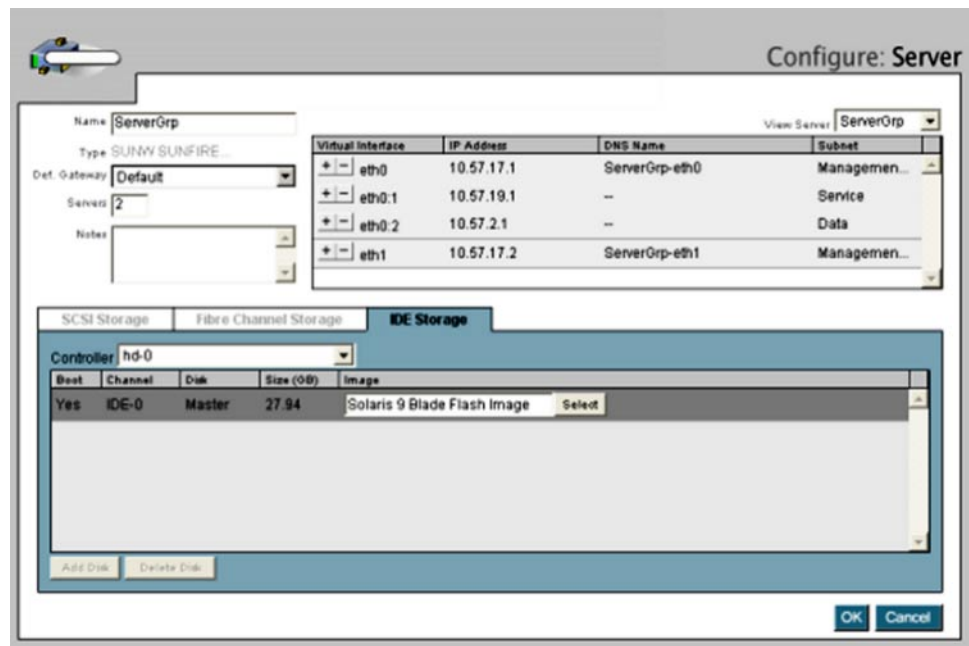 Configure: Server
Name ServerGrp
View Server ServerGrp
Type SUNW SUNFIRE...
Def. Gateway Default
Servers 2
Notes
Virtual Interface IP Address DNS Name Subnet
+ - eth0 10.57.17.1 ServerGrp-eth0 Managemen...
+ - eth0:1 10.57.19.1 -- Service
+ - eth0:2 10.57.2.1 -- Data
+ - eth1 10.57.17.2 ServerGrp-eth1 Managemen...
SCSI Storage Fibre Channel Storage IDE Storage
Controller hd-0
Boot Channel Disk Size (GB) Image
Yes IDE-0 Master 27.94 Solaris 9 Blade Flash Image Select
Add Disk Delete Disk
OK Cancel